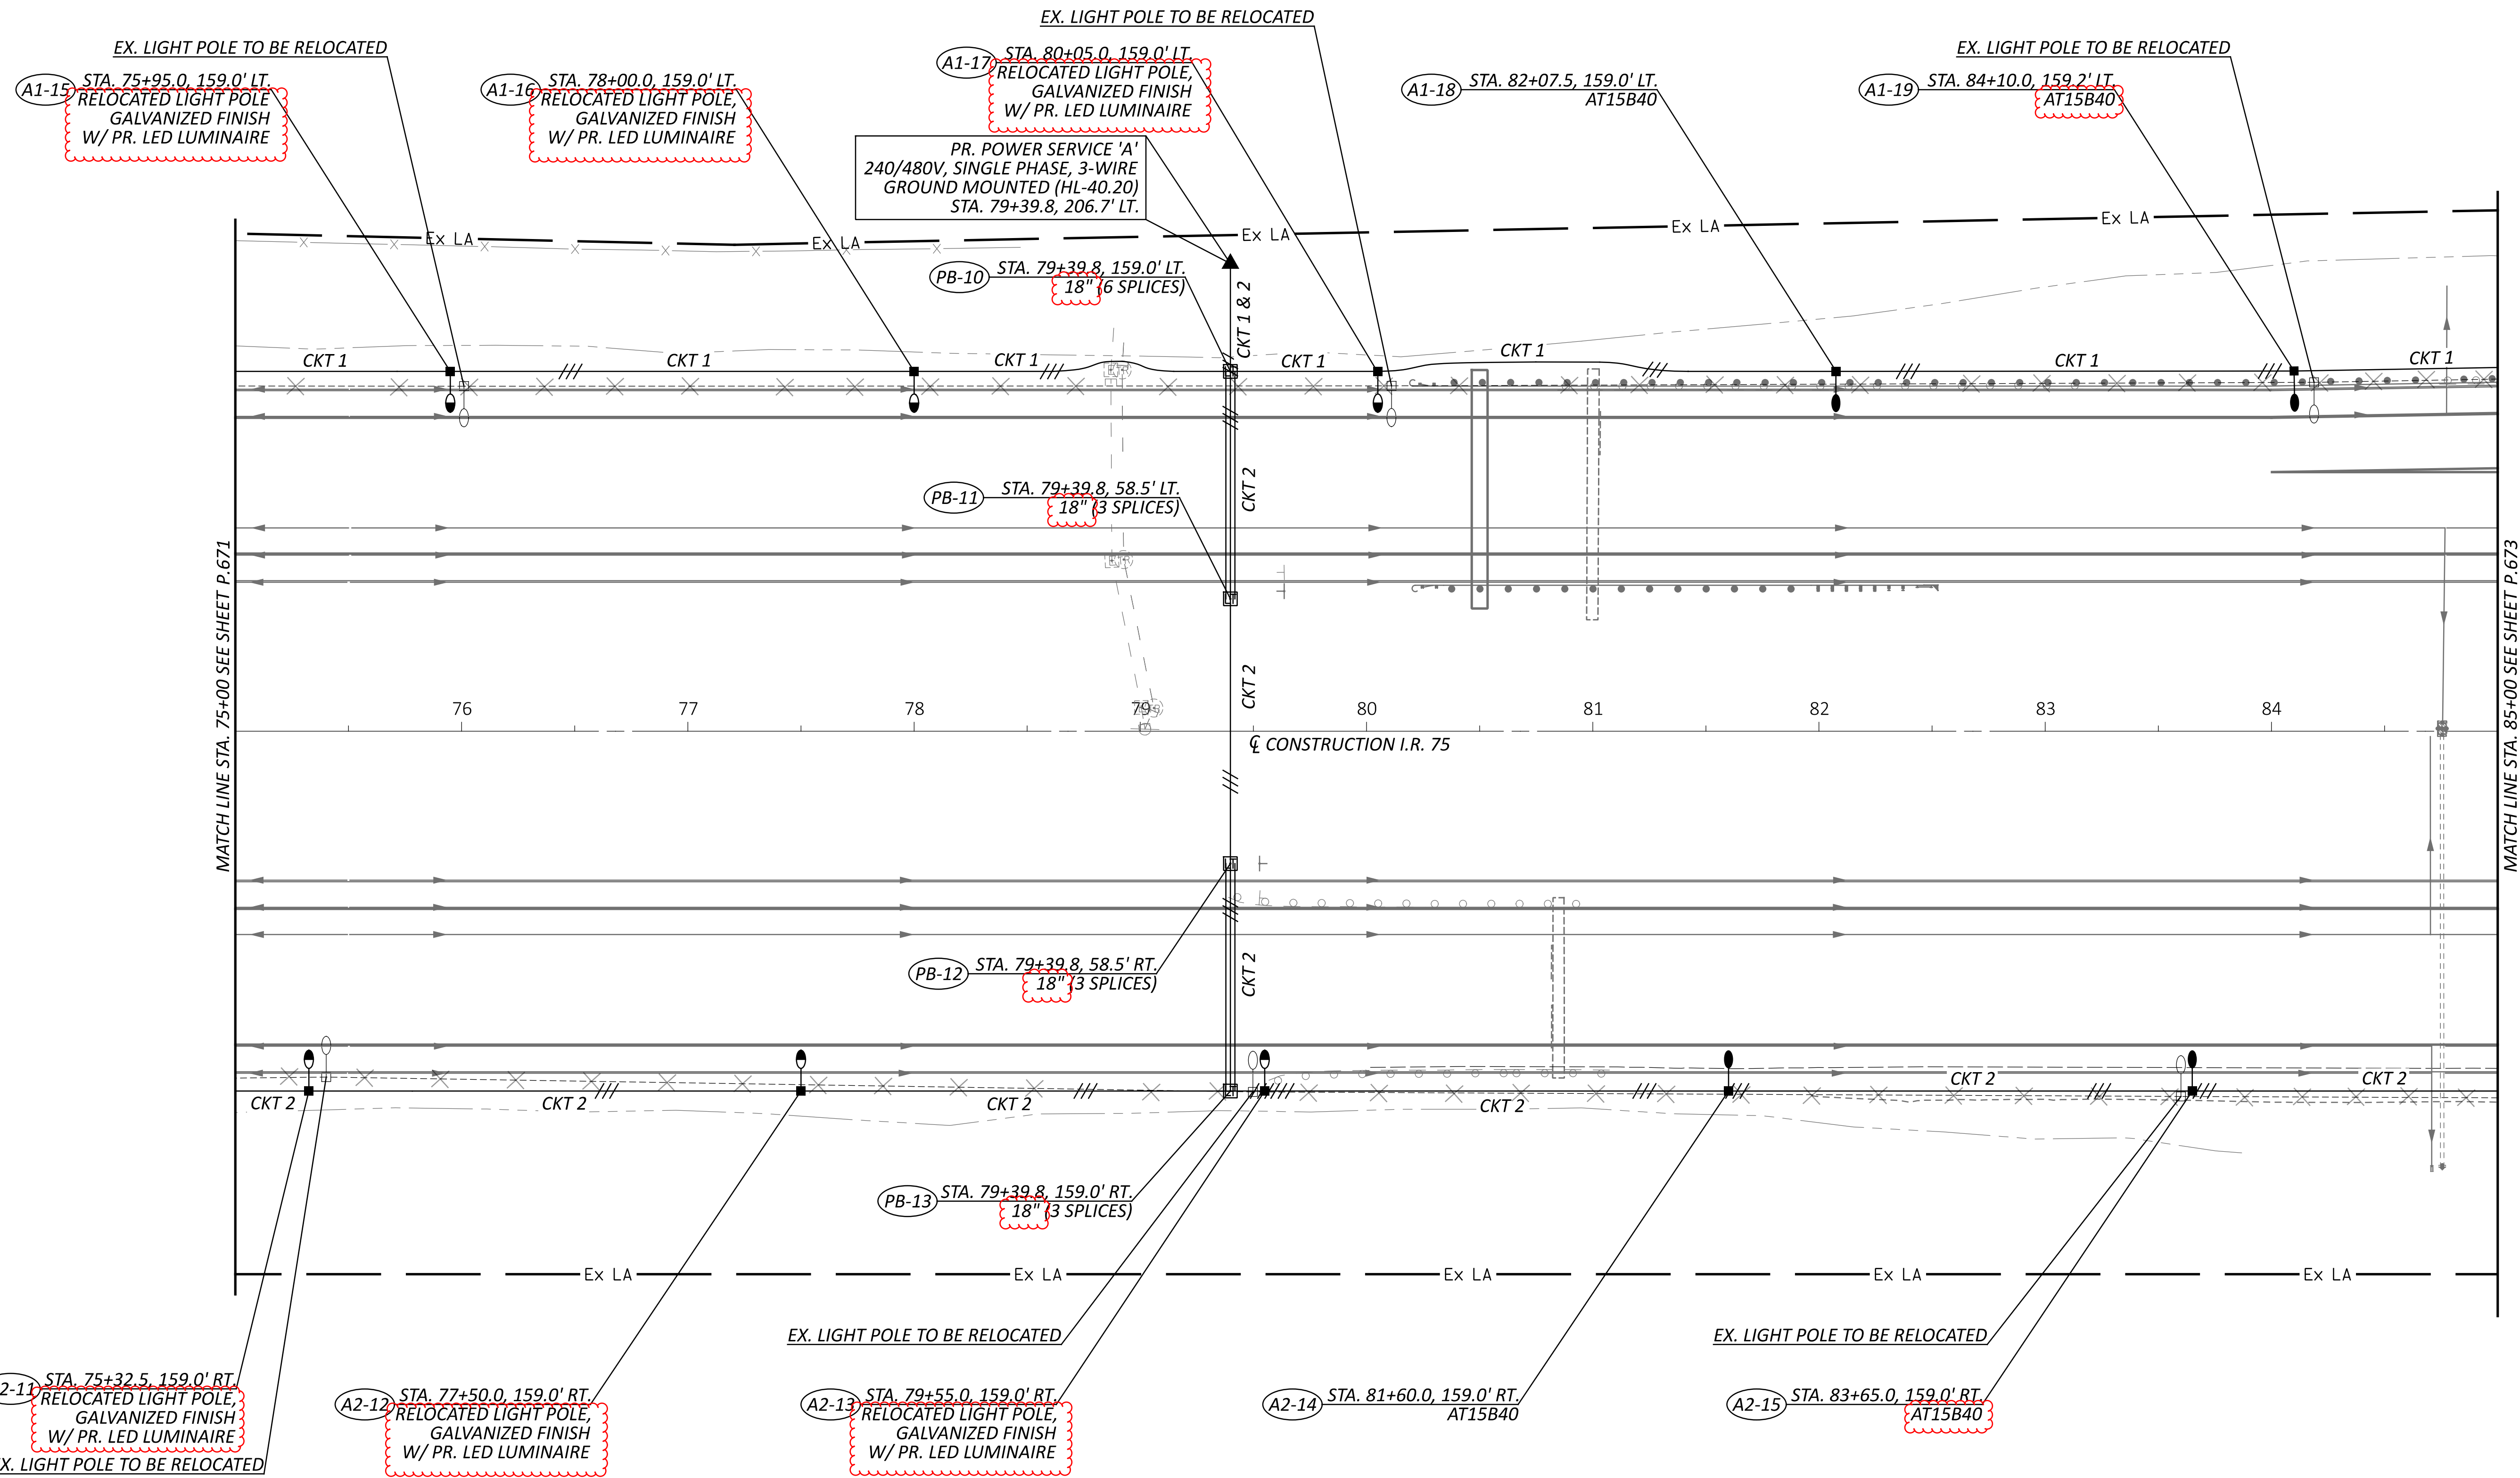 EX. LIGHT POLE TO BE RELOCATED
EX. LIGHT POLE TO BE RELOCATED
EX. LIGHT POLE TO BE RELOCATED
A1-15 STA. 75+95.0, 159.0' LT.
RELOCATED LIGHT POLE
GALVANIZED FINISH
W/ PR. LED LUMINAIRE
A1-16 STA. 78+00.0, 159.0' LT.
RELOCATED LIGHT POLE,
GALVANIZED FINISH
W/ PR. LED LUMINAIRE
A1-17 STA. 80+05.0, 159.0' LT.
RELOCATED LIGHT POLE,
GALVANIZED FINISH
W/ PR. LED LUMINAIRE
A1-18 STA. 82+07.5, 159.0' LT.
AT15B40
A1-19 STA. 84+10.0, 159.2' LT.
AT15B40
PR. POWER SERVICE 'A'
240/480V, SINGLE PHASE, 3-WIRE
GROUND MOUNTED (HL-40.20)
STA. 79+39.8, 206.7' LT.
Ex LA
Ex LA
Ex LA
Ex LA
Ex LA
PB-10 STA. 79+39.8, 159.0' LT.
18" (6 SPLICES)
CKT 1 & 2
CKT 1
CKT 1
CKT 1
CKT 1
CKT 1
CKT 1
CKT 1
PB-11 STA. 79+39.8, 58.5' LT.
18" (3 SPLICES)
CKT 2
LT
MATCH LINE STA. 75+00 SEE SHEET P.671
MATCH LINE STA. 85+00 SEE SHEET P.673
CKT 2
76
77
78
79
80
81
82
83
84
℄ CONSTRUCTION I.R. 75
LT
PB-12 STA. 79+39.8, 58.5' RT.
18" (3 SPLICES)
CKT 2
LT
CKT 2
CKT 2
CKT 2
CKT 2
CKT 2
CKT 2
PB-13 STA. 79+39.8, 159.0' RT.
18" (3 SPLICES)
Ex LA
Ex LA
Ex LA
Ex LA
Ex LA
EX. LIGHT POLE TO BE RELOCATED
EX. LIGHT POLE TO BE RELOCATED
2-11 STA. 75+32.5, 159.0' RT.
RELOCATED LIGHT POLE,
GALVANIZED FINISH
W/ PR. LED LUMINAIRE
X. LIGHT POLE TO BE RELOCATED
A2-12 STA. 77+50.0, 159.0' RT.
RELOCATED LIGHT POLE,
GALVANIZED FINISH
W/ PR. LED LUMINAIRE
A2-13 STA. 79+55.0, 159.0' RT.
RELOCATED LIGHT POLE,
GALVANIZED FINISH
W/ PR. LED LUMINAIRE
A2-14 STA. 81+60.0, 159.0' RT.
AT15B40
A2-15 STA. 83+65.0, 159.0' RT.
AT15B40